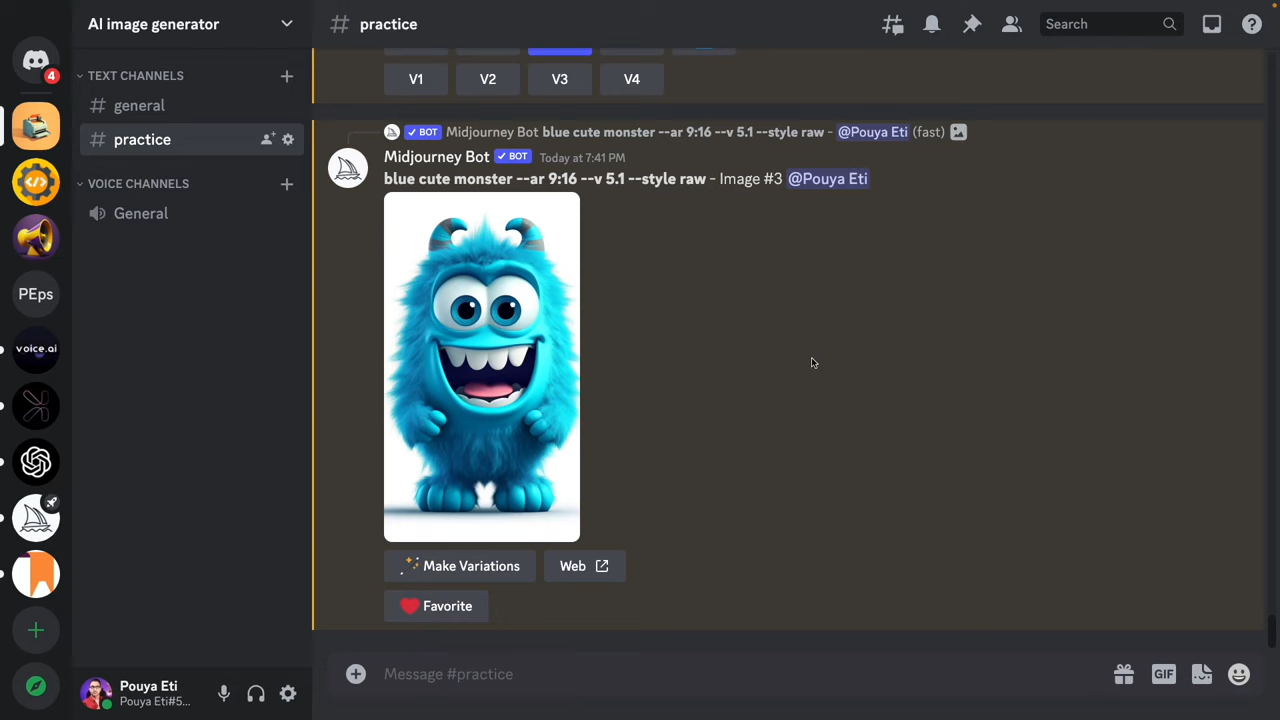 AI image generator
practice
Search
4
TEXT CHANNELS
general
practice
VOICE CHANNELS
General
PEps
voice.ai
V1 V2 V3 V4
BOT Midjourney Bot blue cute monster --ar 9:16 --v 5.1 --style raw - @Pouya Eti (fast)
Midjourney Bot BOT Today at 7:41 PM
blue cute monster --ar 9:16 --v 5.1 --style raw - Image #3 @Pouya Eti
Make Variations Web
Favorite
Message #practice
GIF
Pouya Eti
Pouya Eti#5...